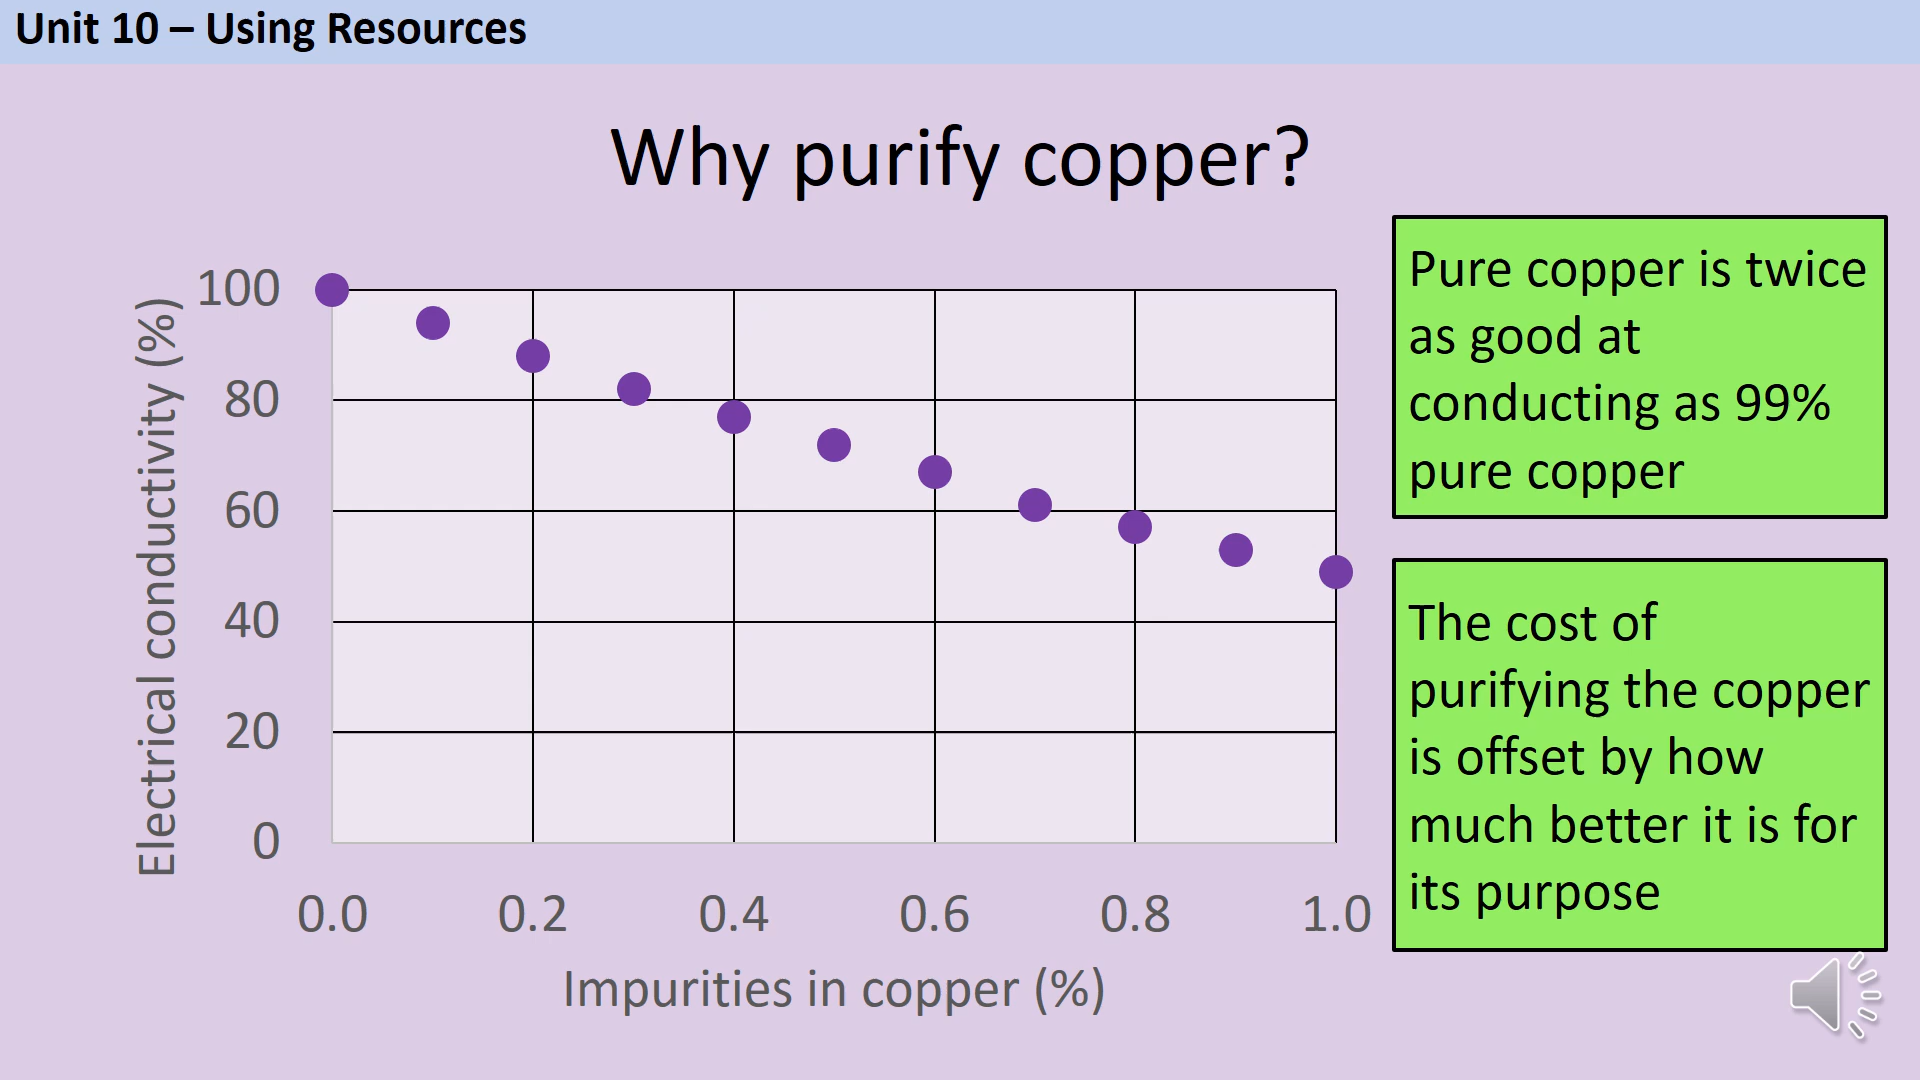 Unit 10 – Using Resources
Why purify copper?
Electrical conductivity (%)
100
80
60
40
20
0
0.0 0.2 0.4 0.6 0.8 1.0
Impurities in copper (%)
Pure copper is twice
as good at
conducting as 99%
pure copper
The cost of
purifying the copper
is offset by how
much better it is for
its purpose